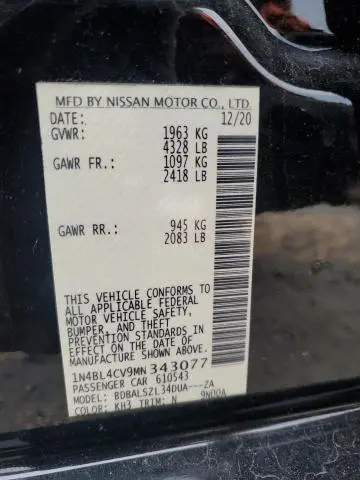 MFD BY NISSAN MOTOR CO., LTD.
DATE: 12/20
GVWR: 1963 KG
4328 LB
GAWR FR.: 1097 KG
2418 LB
GAWR RR.: 945 KG
2083 LB
THIS VEHICLE CONFORMS TO
ALL APPLICABLE FEDERAL
MOTOR VEHICLE SAFETY,
BUMPER, AND THEFT
PREVENTION STANDARDS IN
EFFECT ON THE DATE OF
MANUFACTURE SHOWN ABOVE.
1N4BL4CV9MN343077
PASSENGER CAR 610543
MODEL: BDBALSZL34DUA---ZA
COLOR: KH3 TRIM: N 9N00A